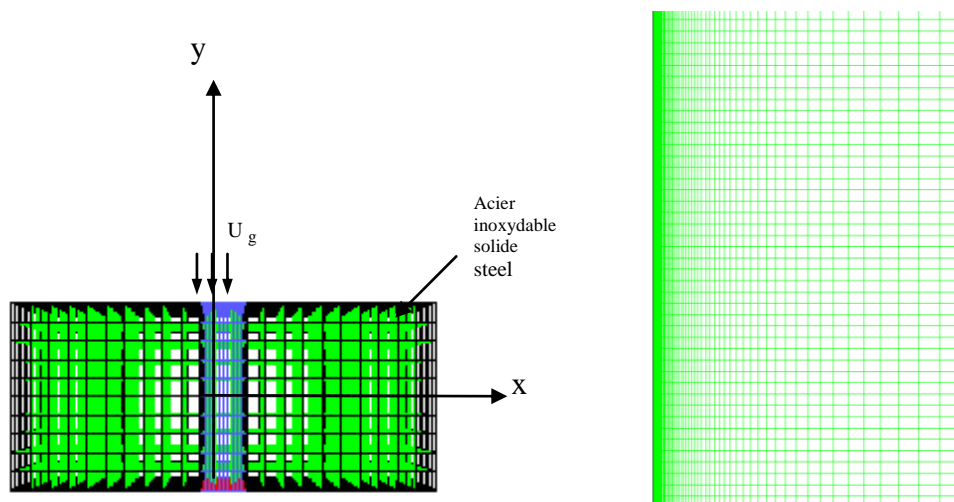 y
U g
Acier
inoxydable
solide
steel
x